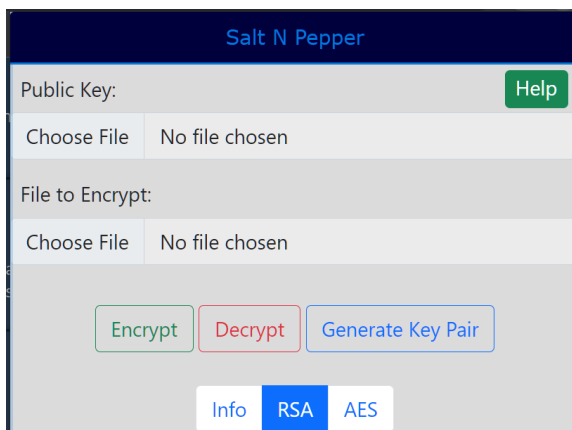 Salt N Pepper
Public Key: Help
Choose File No file chosen
File to Encrypt:
Choose File No file chosen
Encrypt Decrypt Generate Key Pair
Info RSA AES